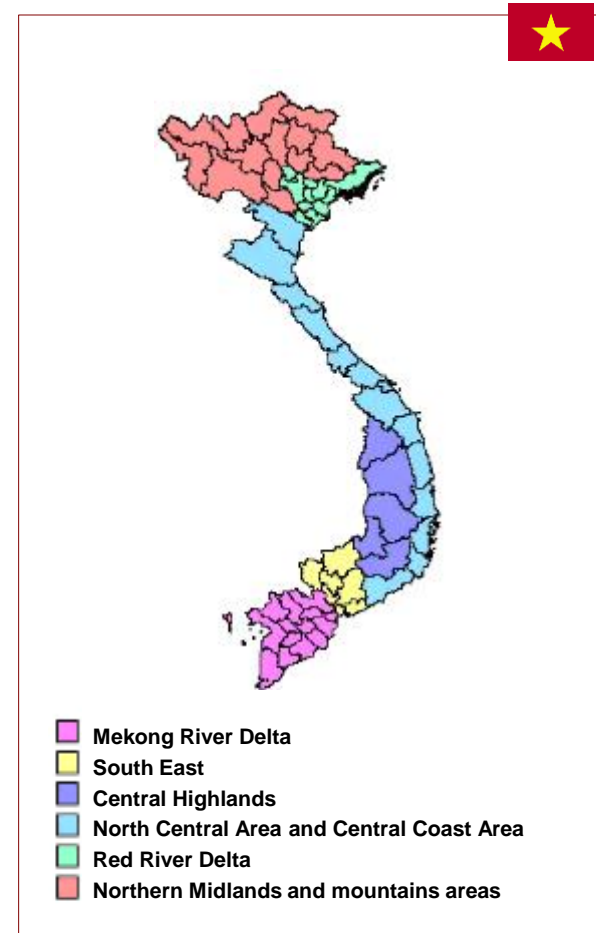 Mekong River Delta
South East
Central Highlands
North Central Area and Central Coast Area
Red River Delta
Northern Midlands and mountains areas